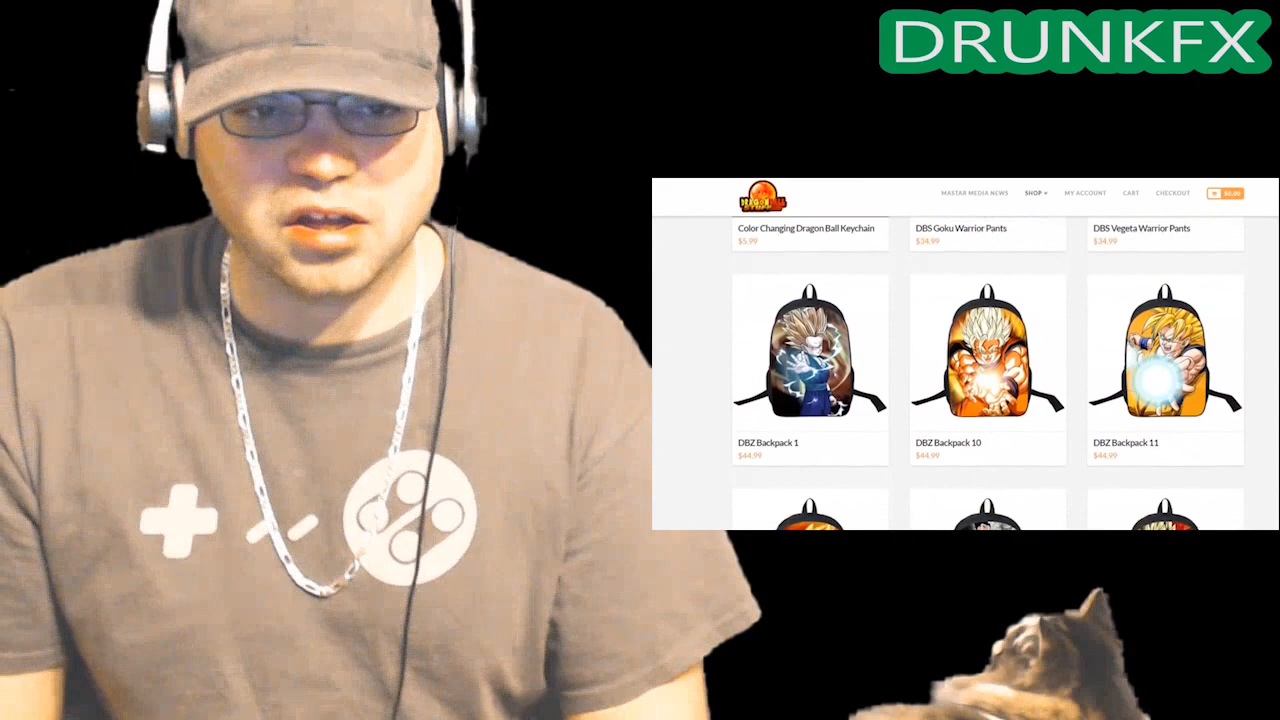 DRUNKFX
DRAGON BALL
MASTAR MEDIA NEWS SHOP MY ACCOUNT CART CHECKOUT $0.00
Color Changing Dragon Ball Keychain DBS Goku Warrior Pants DBS Vegeta Warrior Pants
$5.99 $34.99 $34.99
DBZ Backpack 1 DBZ Backpack 10 DBZ Backpack 11
$44.99 $44.99 $44.99